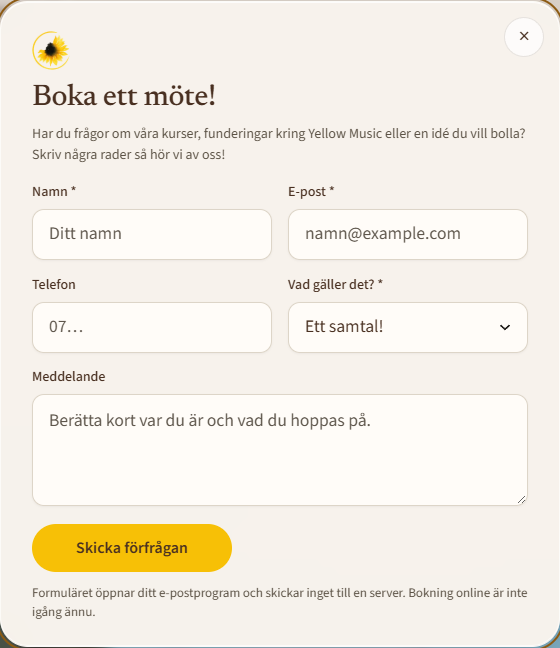 ×
Boka ett möte!
Har du frågor om våra kurser, funderingar kring Yellow Music eller en idé du vill bolla?
Skriv några rader så hör vi av oss!
Namn *
E-post *
Ditt namn
namn@example.com
Telefon
Vad gäller det? *
07…
Ett samtal!
Meddelande
Berätta kort var du är och vad du hoppas på.
Skicka förfrågan
Formuläret öppnar ditt e-postprogram och skickar inget till en server. Bokning online är inte
igång ännu.